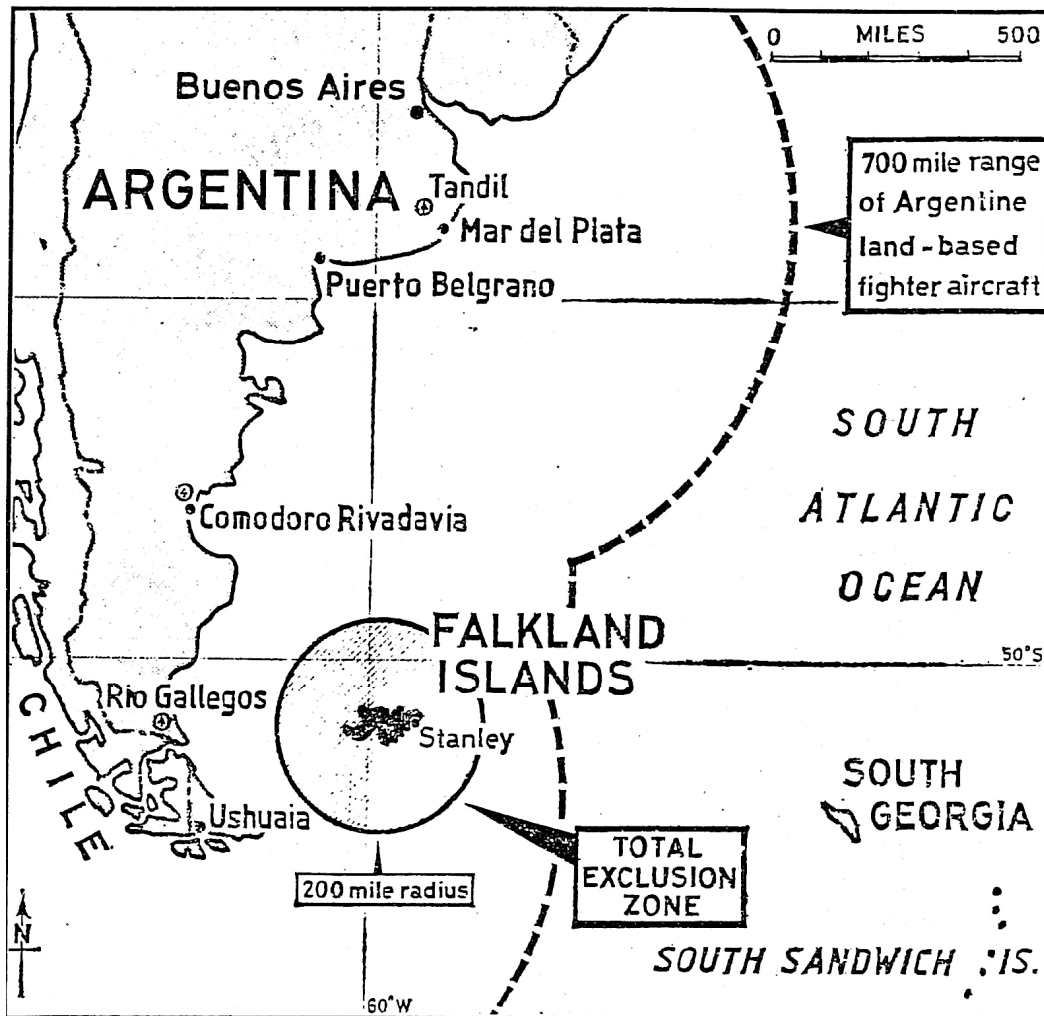 0 MILES 500
Buenos Aires
700 mile range
of Argentine
land-based
fighter aircraft
ARGENTINA
Tandil
Mar del Plata
Puerto Belgrano
SOUTH
ATLANTIC
OCEAN
Comodoro Rivadavia
FALKLAND
ISLANDS
50°S
Rio Gallegos
Stanley
CHILE
SOUTH
GEORGIA
Ushuaia
TOTAL
EXCLUSION
ZONE
200 mile radius
N
SOUTH SANDWICH IS.
60°W